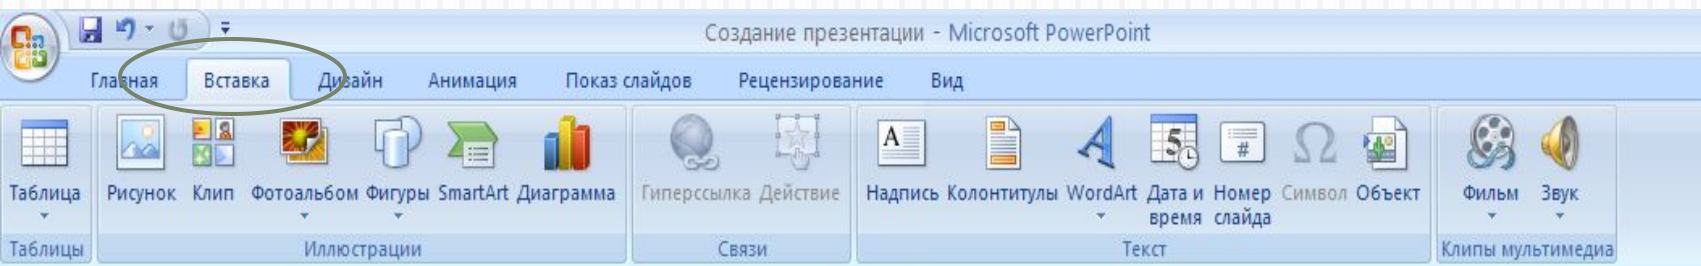 Создание презентации - Microsoft PowerPoint
Главная Вставка Дизайн Анимация Показ слайдов Рецензирование Вид
Таблица Рисунок Клип Фотоальбом Фигуры SmartArt Диаграмма Гиперссылка Действие Надпись Колонтитулы WordArt Дата и Номер Символ Объект Фильм Звук
время слайда
Таблицы Иллюстрации Связи Текст Клипы мультимедиа